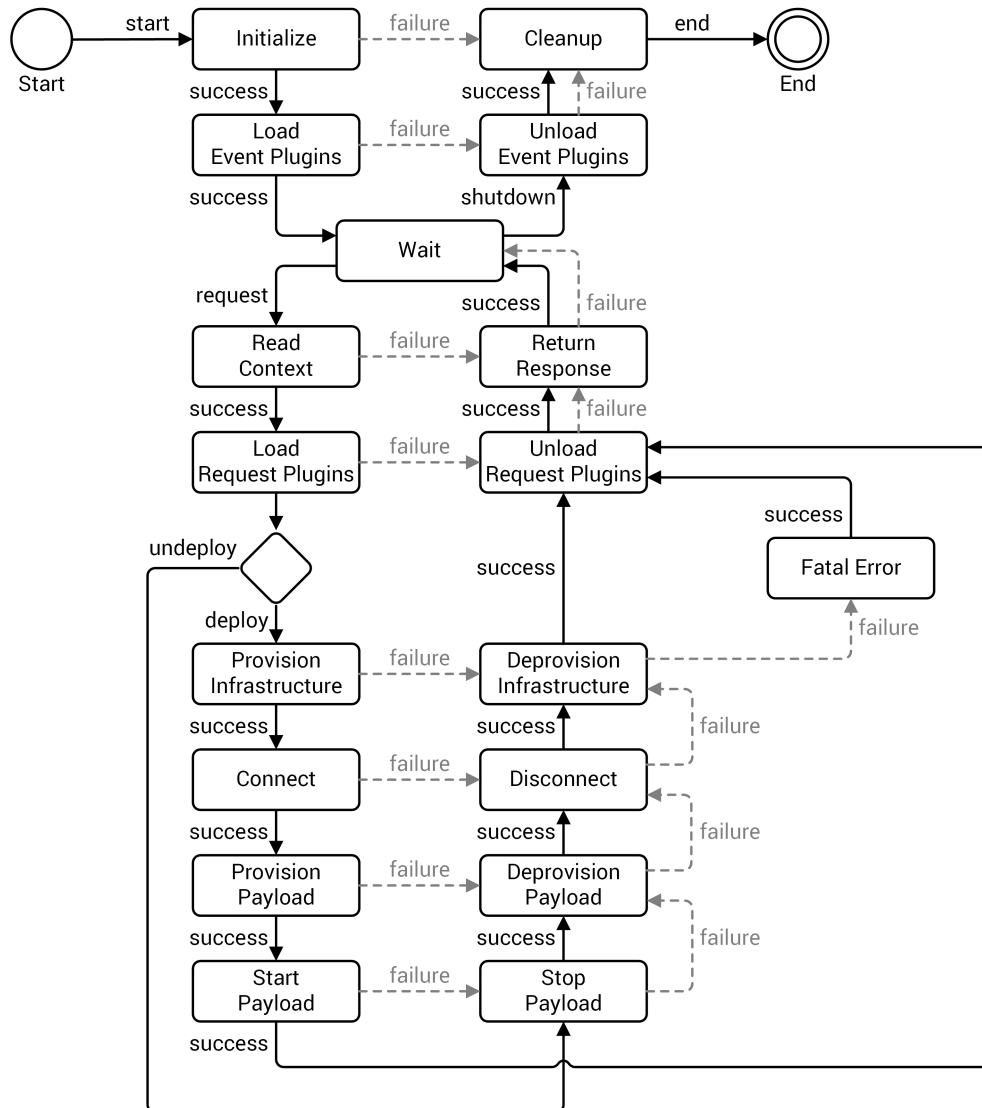 start
Initialize
failure
Cleanup
end
Start
End
success
success
failure
Load
Event Plugins
failure
Unload
Event Plugins
success
shutdown
Wait
request
success
failure
Read
Context
failure
Return
Response
success
success
failure
Load
Request Plugins
failure
Unload
Request Plugins
success
undeploy
success
Fatal Error
deploy
failure
Provision
Infrastructure
failure
Deprovision
Infrastructure
success
success
failure
Connect
failure
Disconnect
success
success
failure
Provision
Payload
failure
Deprovision
Payload
success
success
failure
Start
Payload
failure
Stop
Payload
success